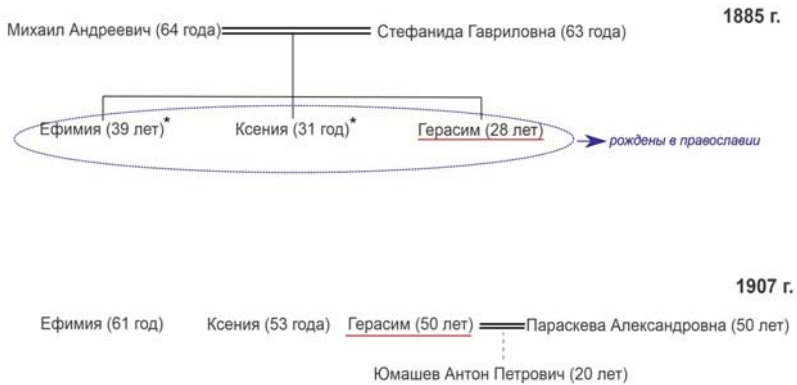 1885 г.
Михаил Андреевич (64 года) Стефанида Гавриловна (63 года)
Ефимия (39 лет)* Ксения (31 год)* Герасим (28 лет)
рождены в православии
1907 г.
Ефимия (61 год) Ксения (53 года) Герасим (50 лет) Параскева Александровна (50 лет)
Юмашев Антон Петрович (20 лет)